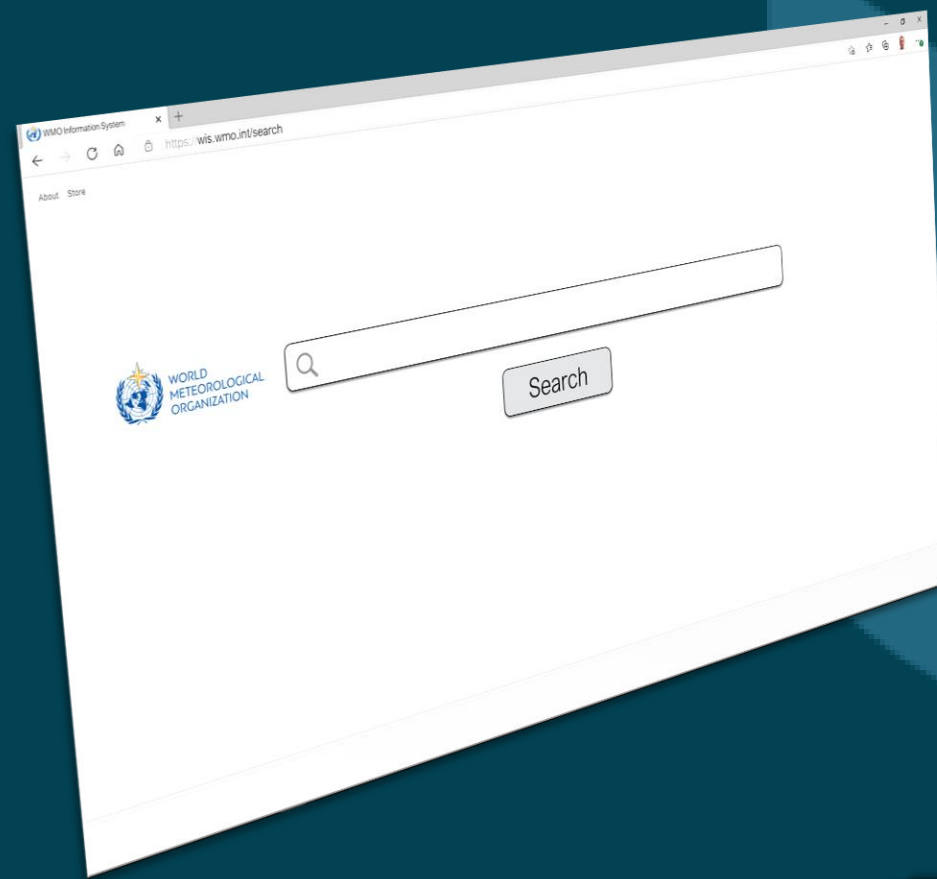 WMO Information System
https://wis.wmo.int/search
About Store
WORLD
METEOROLOGICAL
ORGANIZATION
Search